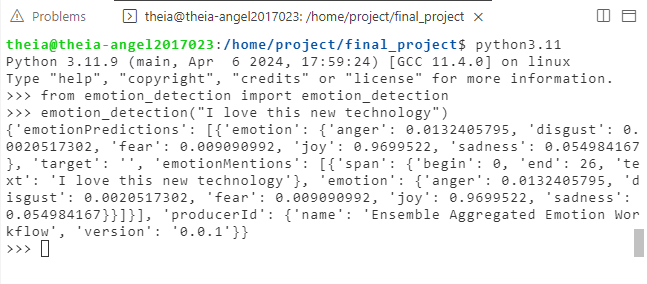 Problems theia@theia-angel2017023: /home/project/final_project ×
theia@theia-angel2017023:/home/project/final_project$ python3.11
Python 3.11.9 (main, Apr  6 2024, 17:59:24) [GCC 11.4.0] on linux
Type "help", "copyright", "credits" or "license" for more information.
>>> from emotion_detection import emotion_detection
>>> emotion_detection("I love this new technology")
{'emotionPredictions': [{'emotion': {'anger': 0.0132405795, 'disgust': 0.
0020517302, 'fear': 0.009090992, 'joy': 0.9699522, 'sadness': 0.054984167
}, 'target': '', 'emotionMentions': [{'span': {'begin': 0, 'end': 26, 'te
xt': 'I love this new technology'}, 'emotion': {'anger': 0.0132405795, 'd
isgust': 0.0020517302, 'fear': 0.009090992, 'joy': 0.9699522, 'sadness':
0.054984167}}]}], 'producerId': {'name': 'Ensemble Aggregated Emotion Wor
kflow', 'version': '0.0.1'}}
>>>